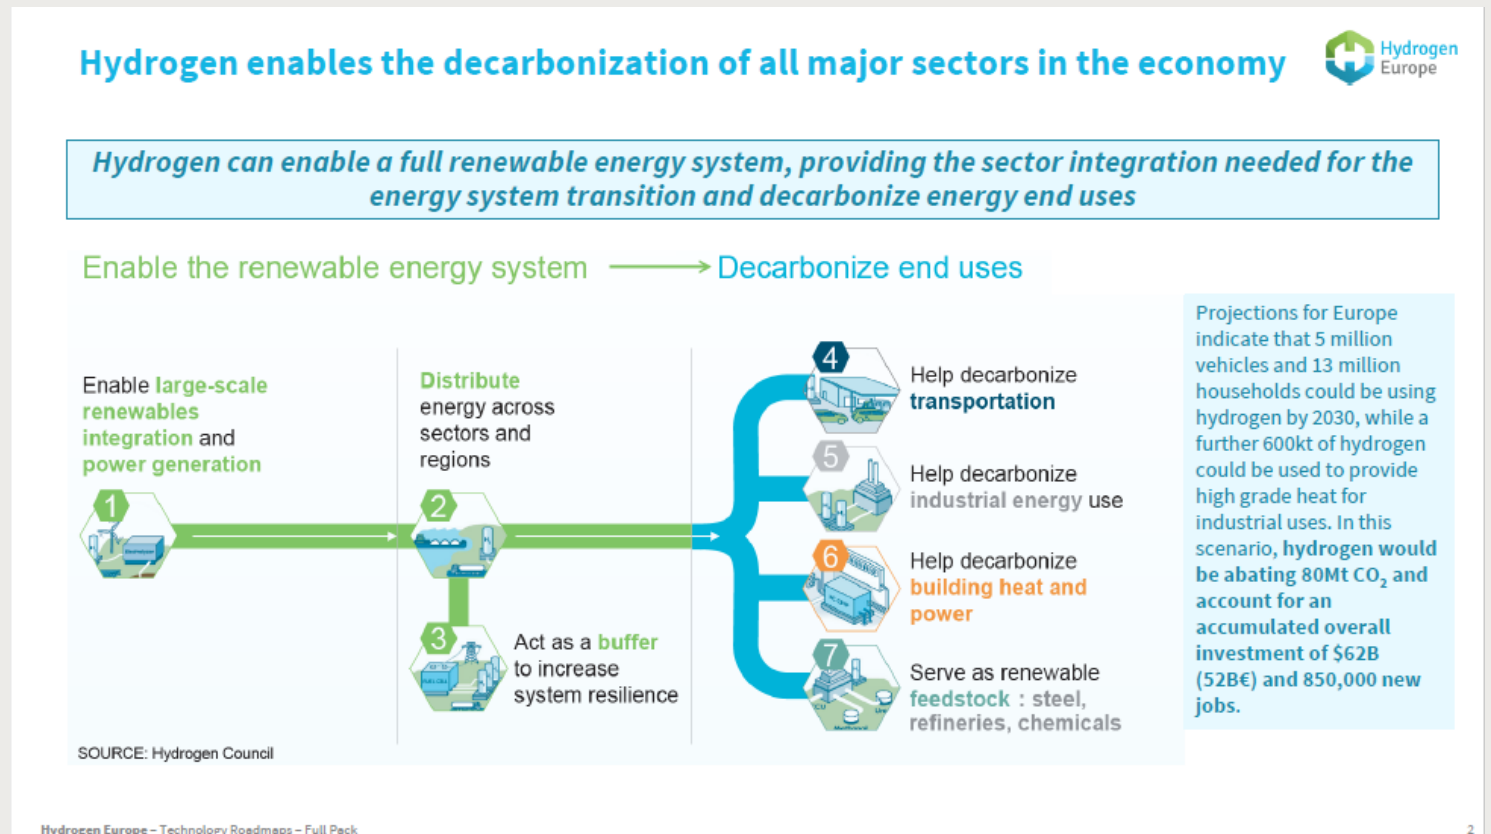 Hydrogen enables the decarbonization of all major sectors in the economy
Hydrogen
Europe
Hydrogen can enable a full renewable energy system, providing the sector integration needed for the
energy system transition and decarbonize energy end uses
Enable the renewable energy system
Decarbonize end uses
Enable large-scale
renewables
integration and
power generation
1
Distribute
energy across
sectors and
regions
2
3
Act as a buffer
to increase
system resilience
4
Help decarbonize
transportation
5
Help decarbonize
industrial energy use
6
Help decarbonize
building heat and
power
7
Serve as renewable
feedstock : steel,
refineries, chemicals
Projections for Europe
indicate that 5 million
vehicles and 13 million
households could be using
hydrogen by 2030, while a
further 600kt of hydrogen
could be used to provide
high grade heat for
industrial uses. In this
scenario, hydrogen would
be abating 80Mt CO₂ and
account for an
accumulated overall
investment of $62B
(52B€) and 850,000 new
jobs.
SOURCE: Hydrogen Council
Hydrogen Europe – Technology Roadmaps – Full Pack
2